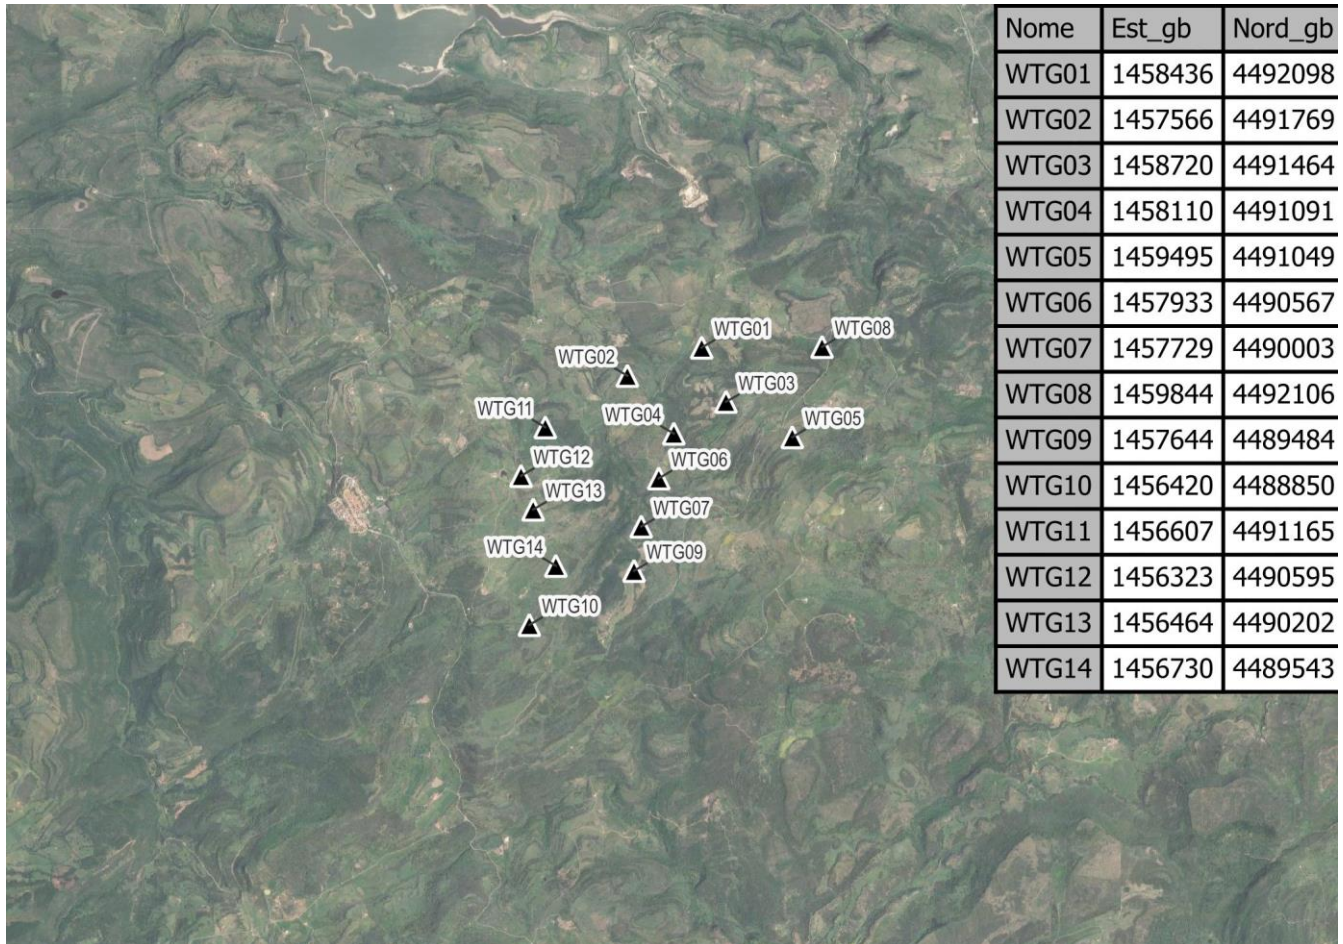 Nome Est_gb Nord_gb
WTG01 1458436 4492098
WTG02 1457566 4491769
WTG03 1458720 4491464
WTG04 1458110 4491091
WTG05 1459495 4491049
WTG06 1457933 4490567
WTG07 1457729 4490003
WTG08 1459844 4492106
WTG09 1457644 4489484
WTG10 1456420 4488850
WTG11 1456607 4491165
WTG12 1456323 4490595
WTG13 1456464 4490202
WTG14 1456730 4489543
WTG01
WTG08
WTG02
WTG03
WTG11
WTG04
WTG05
WTG12
WTG06
WTG13
WTG07
WTG14
WTG09
WTG10